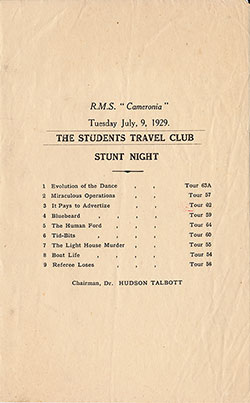 R.M.S. "Cameronia"
Tuesday July, 9, 1929.
THE STUDENTS TRAVEL CLUB
STUNT NIGHT
1 Evolution of the Dance , , Tour 63A
2 Miraculous Operations , , Tour 57
3 It Pays to Advertize , , Tour 62
4 Bluebeard , , , , Tour 59
5 The Human Ford , , , Tour 64
6 Tid-Bits , , , , Tour 60
7 The Light House Murder , , Tour 55
8 Boat Life , , , , Tour 54
9 Referee Loses , , , Tour 56
Chairman, Dr. HUDSON TALBOTT